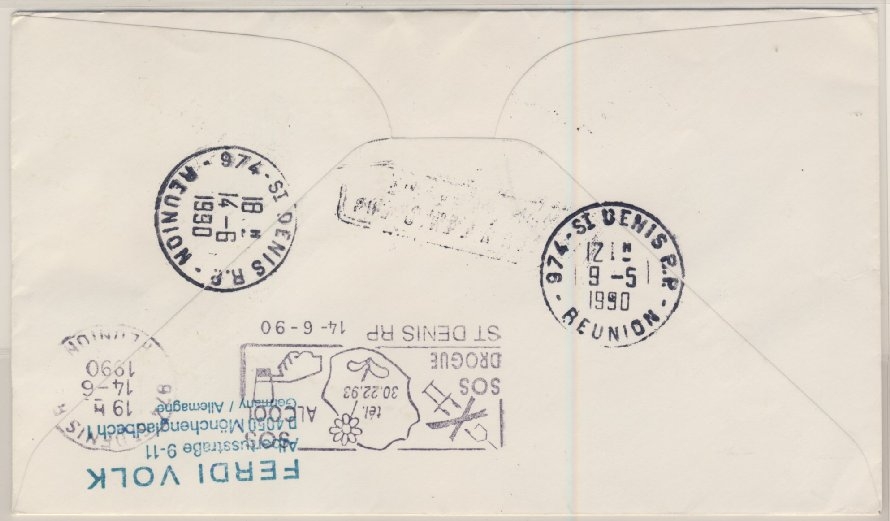 974 - ST DENIS R.P.
18 H
14-6
1990
- REUNION -
974 - ST DENIS R.P.
12 H
9-5
1990
- REUNION -
19 H
14-6
1990
REUNION
ST DENIS RP 14-6-90
SOS
DROGUE
tél.
30.22.93
SOS
ALCOOL
FERDI VOLK
Albertusstraße 9-11
D 4050 Mönchengladbach 1
Germany / Allemagne